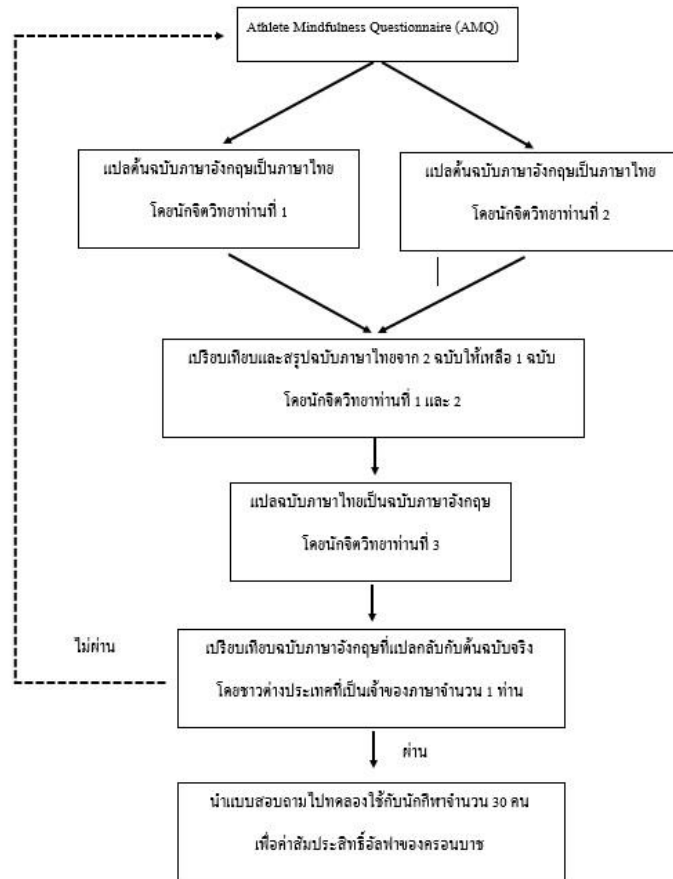 Athlete Mindfulness Questionnaire (AMQ)
แปลต้นฉบับภาษาอังกฤษเป็นภาษาไทย
โดยนักจิตวิทยาท่านที่ 1
แปลต้นฉบับภาษาอังกฤษเป็นภาษาไทย
โดยนักจิตวิทยาท่านที่ 2
เปรียบเทียบและสรุปฉบับภาษาไทยจาก 2 ฉบับให้เหลือ 1 ฉบับ
โดยนักจิตวิทยาท่านที่ 1 และ 2
แปลฉบับภาษาไทยเป็นฉบับภาษาอังกฤษ
โดยนักจิตวิทยาท่านที่ 3
ไม่ผ่าน
เปรียบเทียบฉบับภาษาอังกฤษที่แปลกลับกับต้นฉบับจริง
โดยชาวต่างประเทศที่เป็นเจ้าของภาษาจำนวน 1 ท่าน
ผ่าน
นำแบบสอบถามไปทดลองใช้กับนักกีฬาจำนวน 30 คน
เพื่อค่าสัมประสิทธิ์อัลฟาของครอนบาช